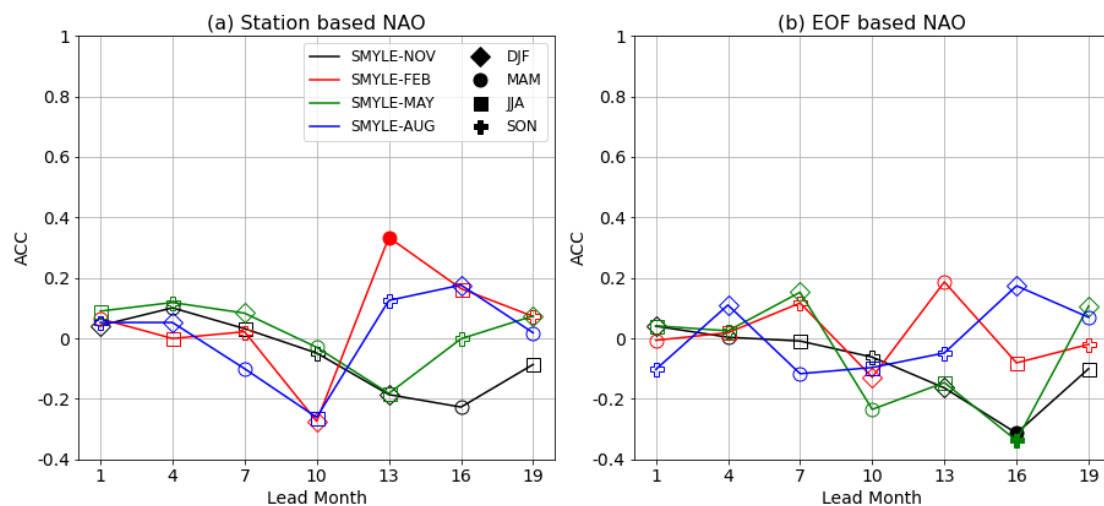 (a) Station based NAO
1
0.8
0.6
0.4
0.2
0
-0.2
-0.4
ACC
SMYLE-NOV
SMYLE-FEB
SMYLE-MAY
SMYLE-AUG
DJF
MAM
JJA
SON
1 4 7 10 13 16 19
Lead Month
(b) EOF based NAO
1
0.8
0.6
0.4
0.2
0
-0.2
-0.4
ACC
1 4 7 10 13 16 19
Lead Month